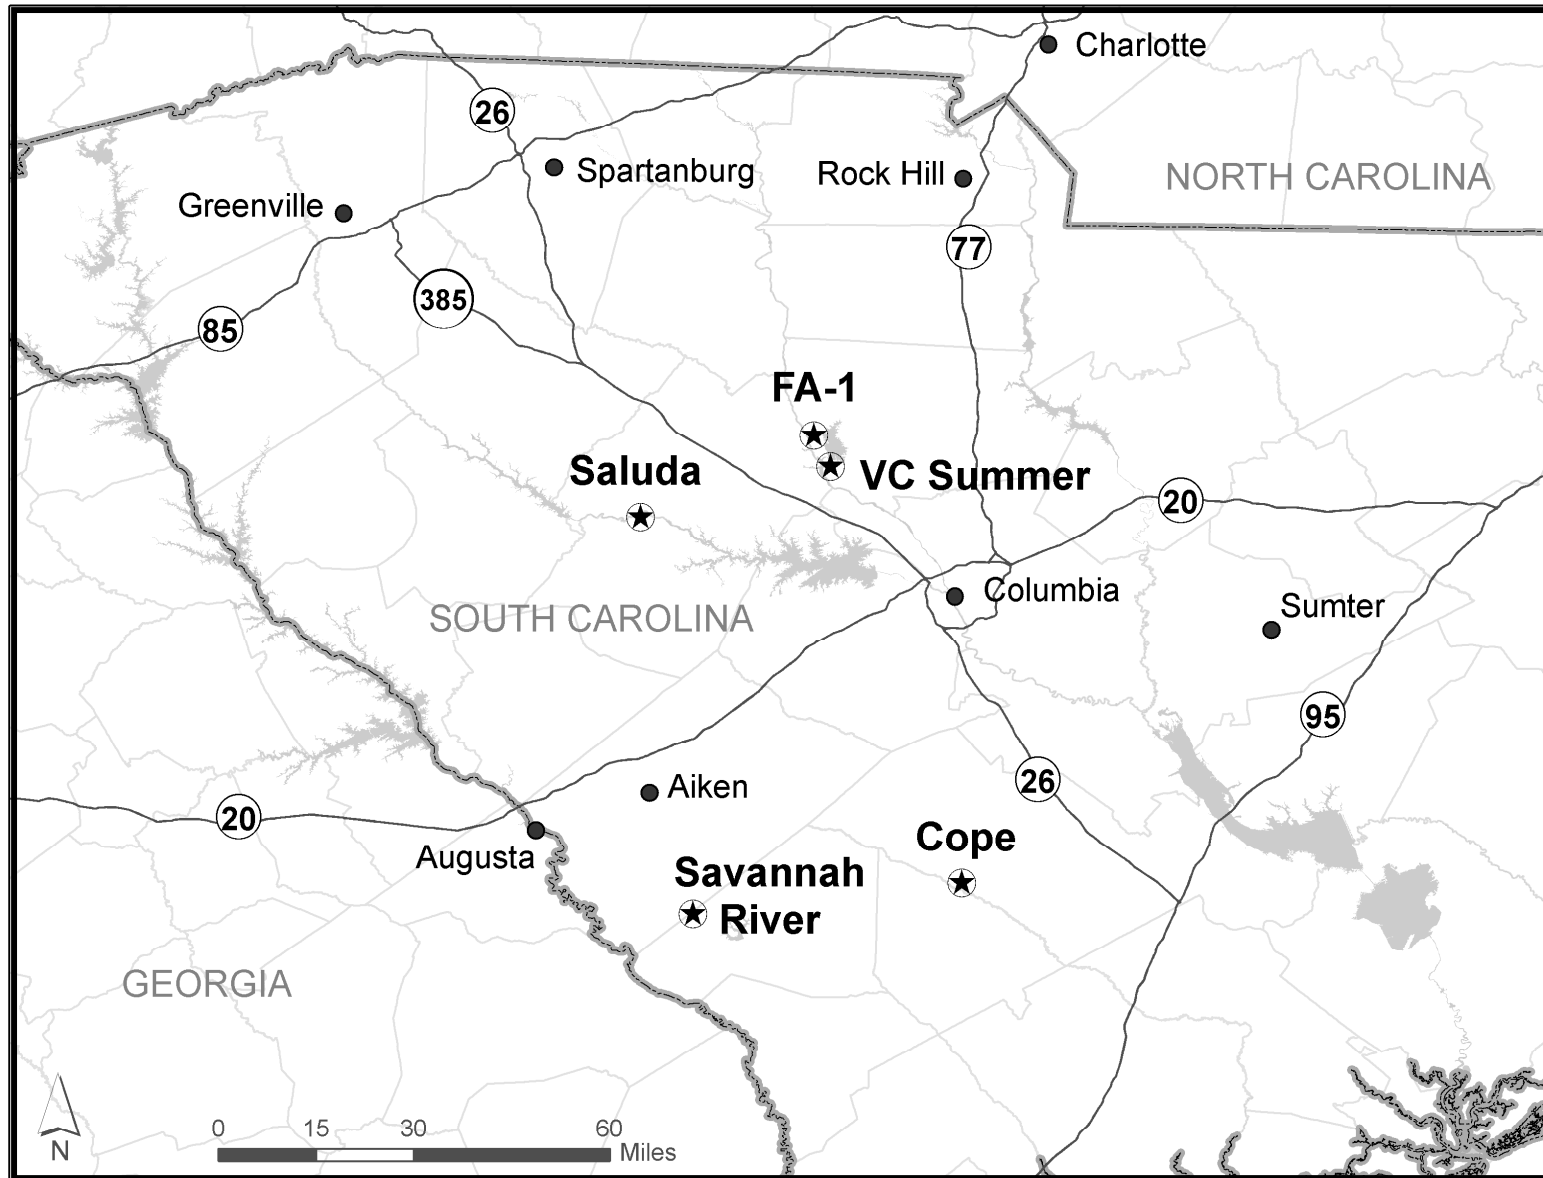 Charlotte
26
Spartanburg
Rock Hill
NORTH CAROLINA
Greenville
77
385
85
FA-1
Saluda
VC Summer
20
Columbia
Sumter
SOUTH CAROLINA
95
26
Aiken
20
Cope
Augusta
Savannah
River
GEORGIA
0 15 30 60
Miles
N